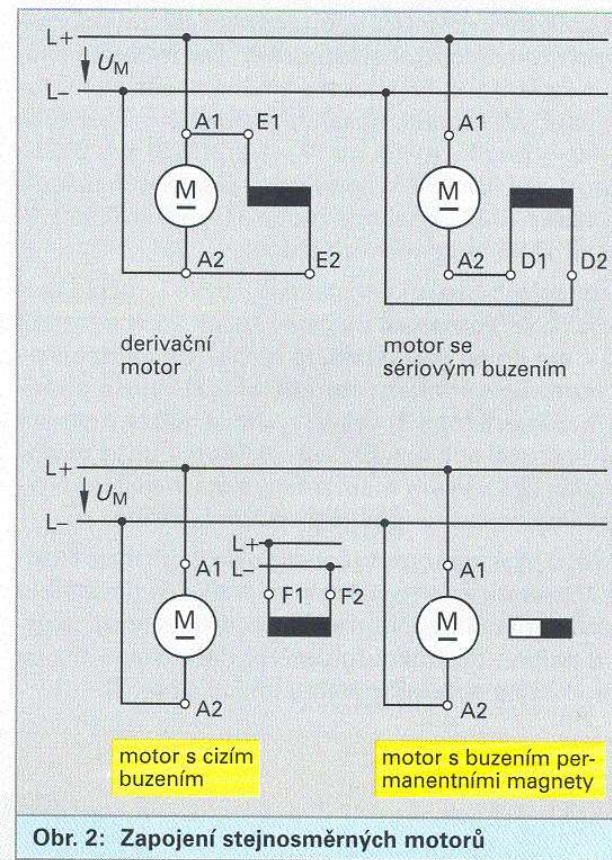 L+
U_M
L−
A1 E1
A1
M
M
A2 E2
A2 D1 D2
derivační
motor
motor se
sériovým buzením
L+
U_M
L−
L+
L−
A1
F1 F2
A1
M
M
A2
A2
motor s cizím
buzením
motor s buzením per-
manentními magnety
Obr. 2: Zapojení stejnosměrných motorů